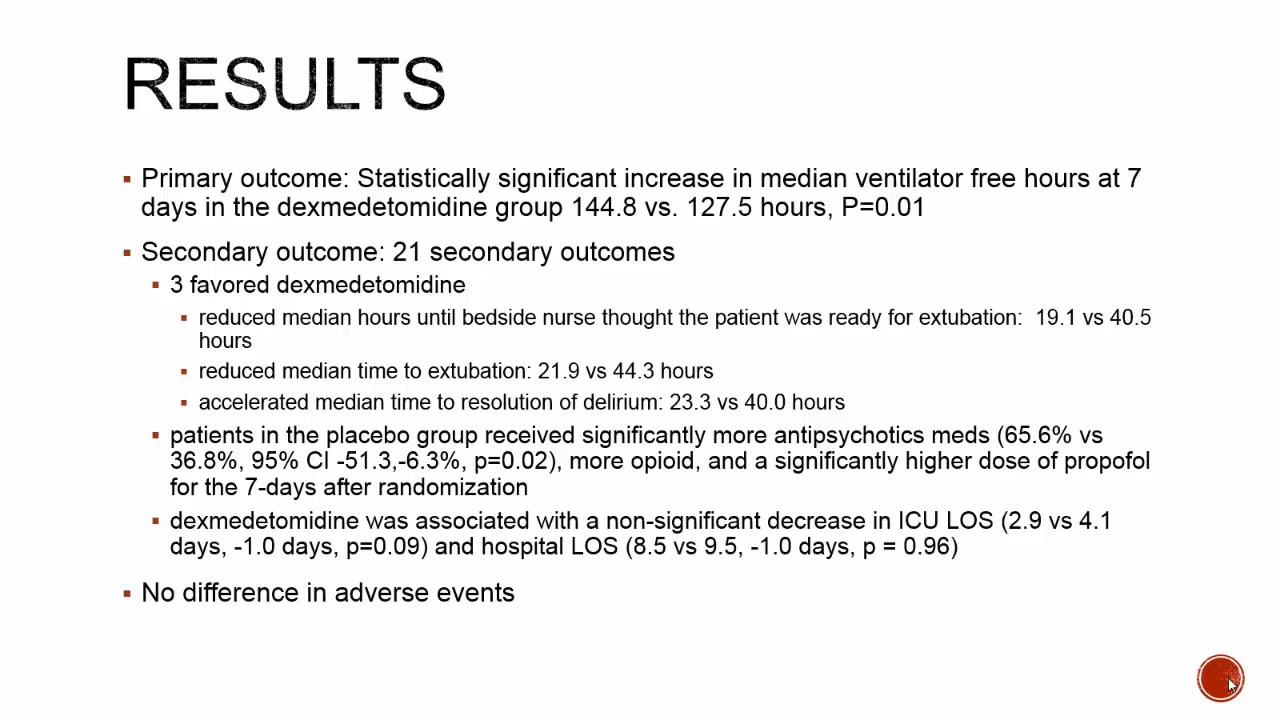 RESULTS
▪ Primary outcome: Statistically significant increase in median ventilator free hours at 7
days in the dexmedetomidine group 144.8 vs. 127.5 hours, P=0.01
▪ Secondary outcome: 21 secondary outcomes
▪ 3 favored dexmedetomidine
▪ reduced median hours until bedside nurse thought the patient was ready for extubation: 19.1 vs 40.5
hours
▪ reduced median time to extubation: 21.9 vs 44.3 hours
▪ accelerated median time to resolution of delirium: 23.3 vs 40.0 hours
▪ patients in the placebo group received significantly more antipsychotics meds (65.6% vs
36.8%, 95% CI -51.3,-6.3%, p=0.02), more opioid, and a significantly higher dose of propofol
for the 7-days after randomization
▪ dexmedetomidine was associated with a non-significant decrease in ICU LOS (2.9 vs 4.1
days, -1.0 days, p=0.09) and hospital LOS (8.5 vs 9.5, -1.0 days, p = 0.96)
▪ No difference in adverse events